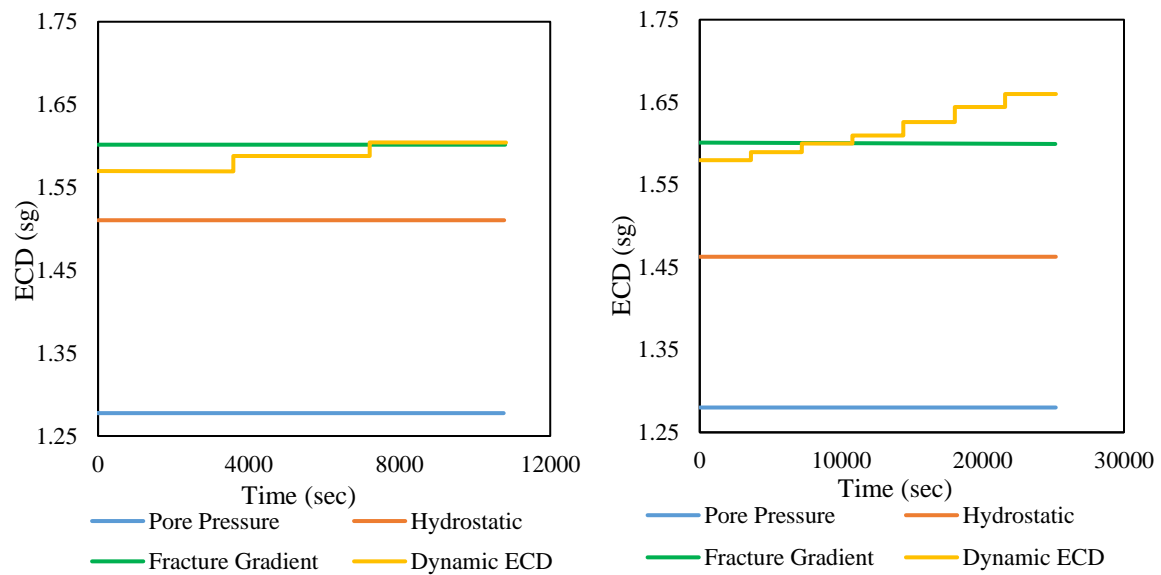 1.75
1.65
1.55
1.45
1.35
1.25
ECD (sg)
0 4000 8000 12000
Time (sec)
Pore Pressure Hydrostatic
Fracture Gradient Dynamic ECD
1.75
1.65
1.55
1.45
1.35
1.25
ECD (sg)
0 10000 20000 30000
Time (sec)
Pore Pressure Hydrostatic
Fracture Gradient Dynamic ECD